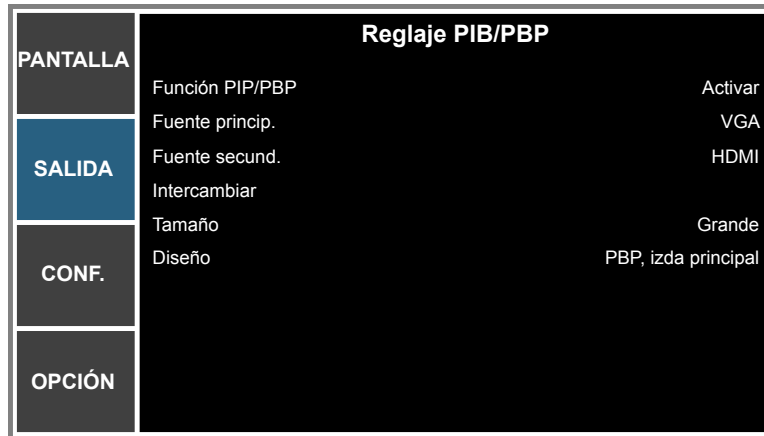 Reglaje PIB/PBP
PANTALLA
SALIDA
CONF.
OPCIÓN
Función PIP/PBP Activar
Fuente princip. VGA
Fuente secund. HDMI
Intercambiar
Tamaño Grande
Diseño PBP, izda principal